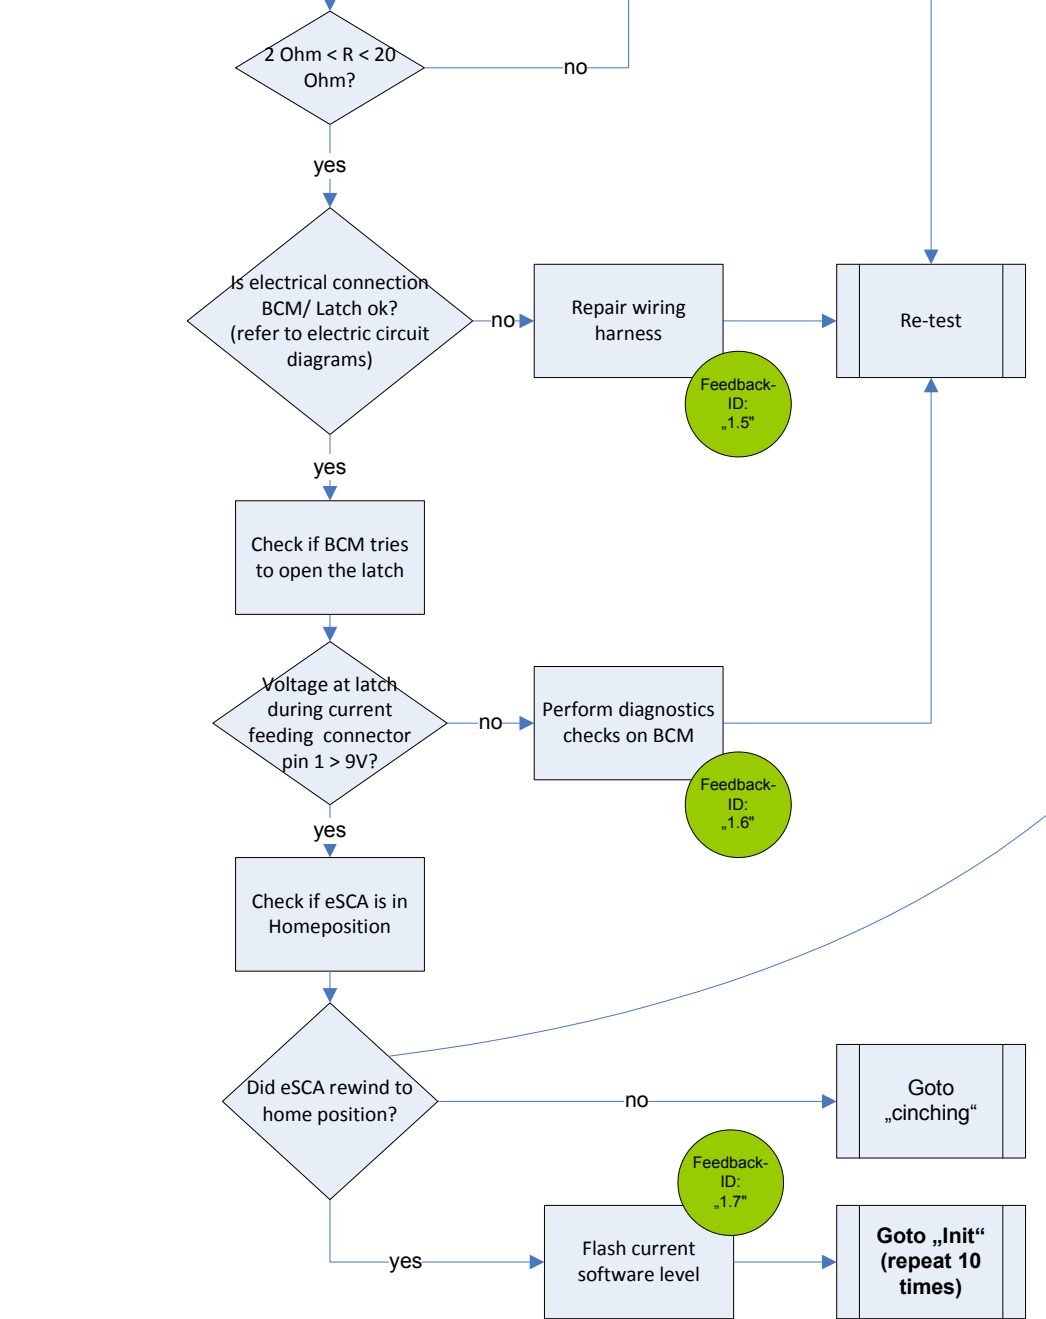 2 Ohm < R < 20
Ohm?
no
yes
Is electrical connection
BCM/ Latch ok?
(refer to electric circuit
diagrams)
no
Repair wiring
harness
Re-test
Feedback-
ID:
„1.5"
yes
Check if BCM tries
to open the latch
Voltage at latch
during current
feeding connector
pin 1 > 9V?
no
Perform diagnostics
checks on BCM
Feedback-
ID:
„1.6"
yes
Check if eSCA is in
Homeposition
Did eSCA rewind to
home position?
no
Goto
„cinching“
Feedback-
ID:
„1.7"
yes
Flash current
software level
Goto „Init“
(repeat 10
times)